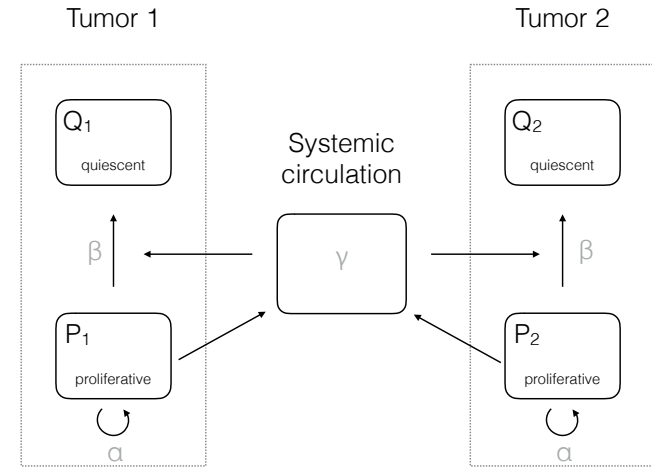 Tumor 1
Tumor 2
Q1
quiescent
Q2
quiescent
Systemic
circulation
β
γ
β
P1
proliferative
P2
proliferative
α
α